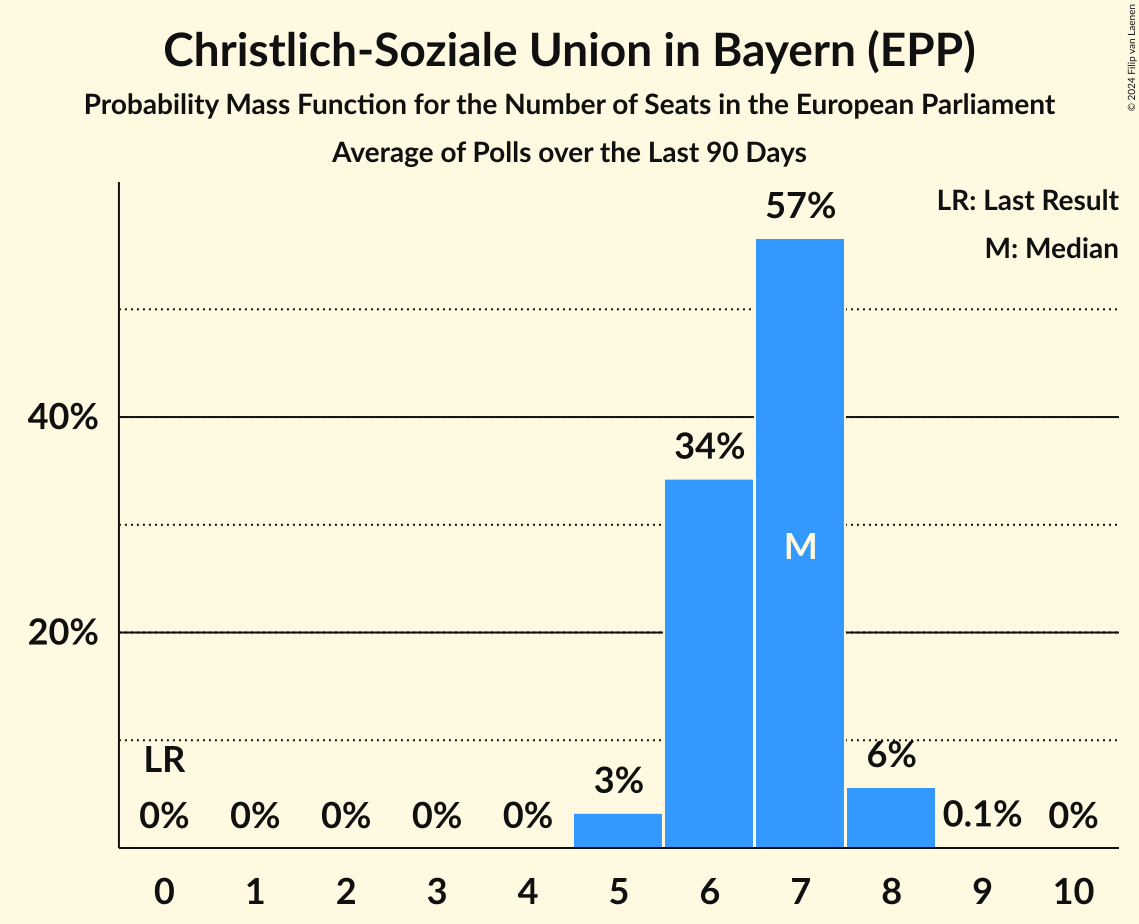 Christlich-Soziale Union in Bayern (EPP)
Probability Mass Function for the Number of Seats in the European Parliament
Average of Polls over the Last 90 Days
© 2024 Filip van Laenen
LR: Last Result
M: Median
57%
40%
34%
M
20%
LR
0% 0% 0% 0% 0% 3% 6% 0.1% 0%
0 1 2 3 4 5 6 7 8 9 10